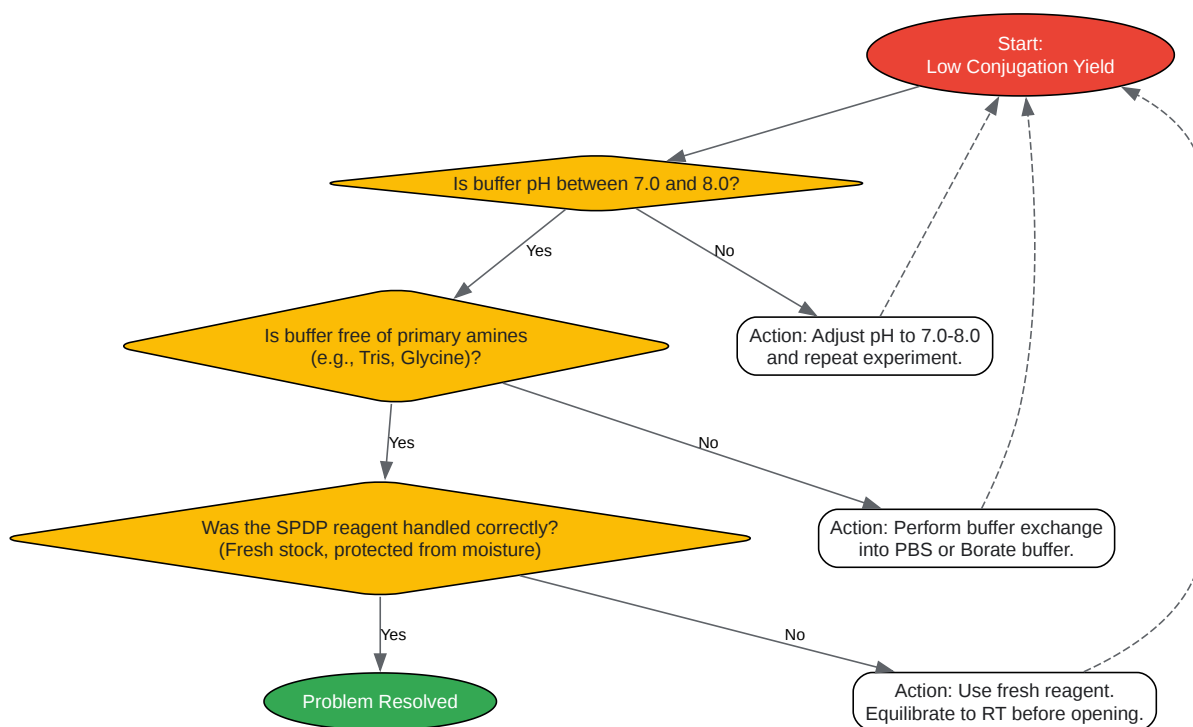 Start:
Low Conjugation Yield
Is buffer pH between 7.0 and 8.0?
Yes
No
Is buffer free of primary amines
(e.g., Tris, Glycine)?
Action: Adjust pH to 7.0-8.0
and repeat experiment.
Yes
No
Was the SPDP reagent handled correctly?
(Fresh stock, protected from moisture)
Action: Perform buffer exchange
into PBS or Borate buffer.
Yes
No
Problem Resolved
Action: Use fresh reagent.
Equilibrate to RT before opening.